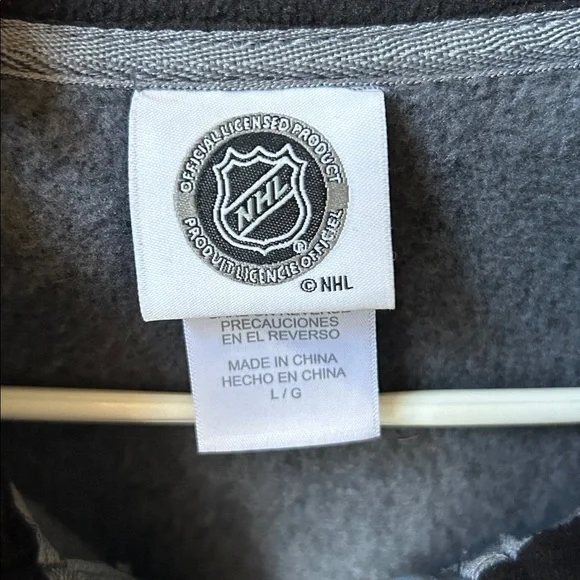 OFFICIAL LICENSED PRODUCT
NHL
®
PRODUIT LICENCIE OFFICIEL
© NHL
PRECAUCIONES
EN EL REVERSO
MADE IN CHINA
HECHO EN CHINA
L / G